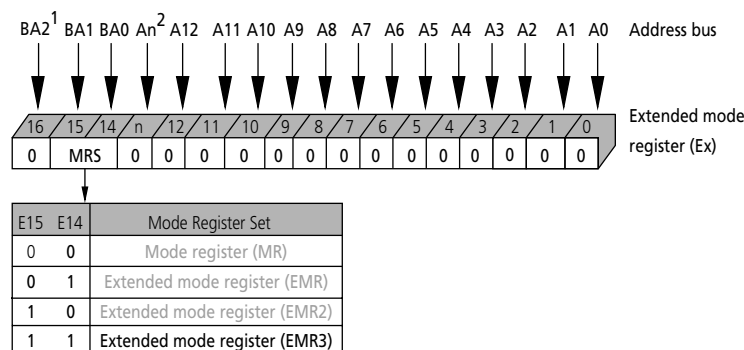 BA2¹ BA1 BA0 An² A12 A11 A10 A9 A8 A7 A6 A5 A4 A3 A2 A1 A0 Address bus
16 15 14 n 12 11 10 9 8 7 6 5 4 3 2 1 0 Extended mode
register (Ex)
0 MRS 0 0 0 0 0 0 0 0 0 0 0 0 0 0
E15 E14 Mode Register Set
0 0 Mode register (MR)
0 1 Extended mode register (EMR)
1 0 Extended mode register (EMR2)
1 1 Extended mode register (EMR3)